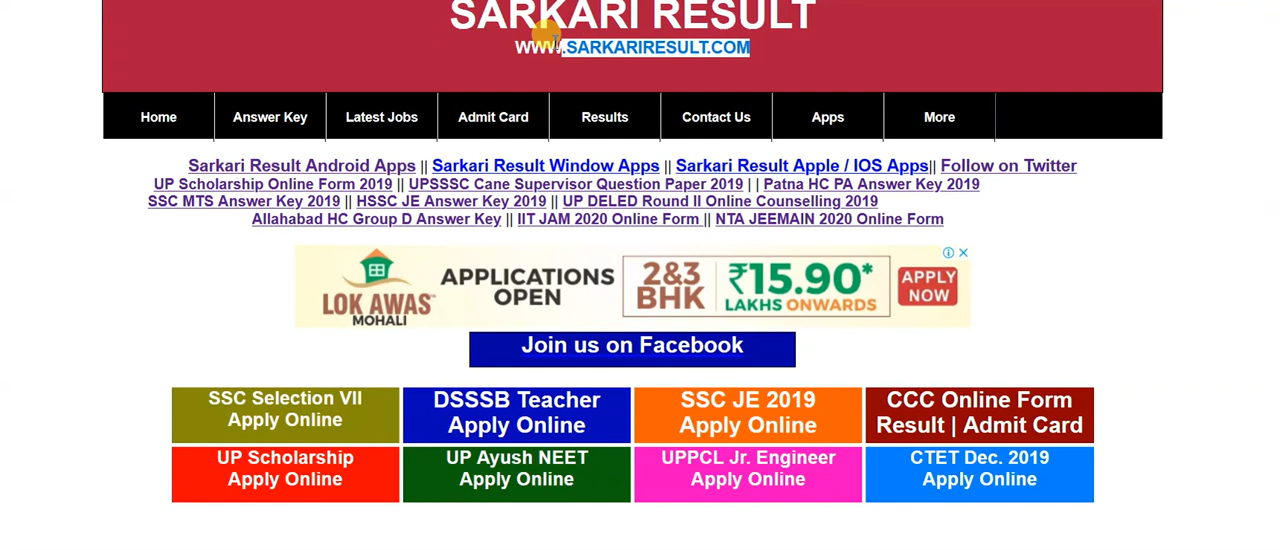 SARKARI RESULT
WWW.SARKARIRESULT.COM
Home Answer Key Latest Jobs Admit Card Results Contact Us Apps More
Sarkari Result Android Apps || Sarkari Result Window Apps || Sarkari Result Apple / IOS Apps|| Follow on Twitter
UP Scholarship Online Form 2019 || UPSSSC Cane Supervisor Question Paper 2019 | | Patna HC PA Answer Key 2019
SSC MTS Answer Key 2019 || HSSC JE Answer Key 2019 || UP DELED Round II Online Counselling 2019
Allahabad HC Group D Answer Key || IIT JAM 2020 Online Form || NTA JEEMAIN 2020 Online Form
LOK AWAS
MOHALI
APPLICATIONS
OPEN
2&3
BHK
₹15.90*
LAKHS ONWARDS
APPLY
NOW
Join us on Facebook
SSC Selection VII
Apply Online
DSSSB Teacher
Apply Online
SSC JE 2019
Apply Online
CCC Online Form
Result | Admit Card
UP Scholarship
Apply Online
UP Ayush NEET
Apply Online
UPPCL Jr. Engineer
Apply Online
CTET Dec. 2019
Apply Online